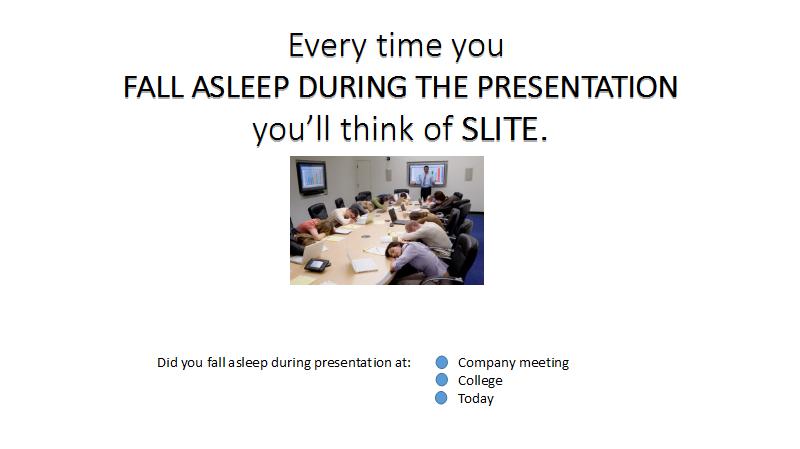 Every time you
FALL ASLEEP DURING THE PRESENTATION
you'll think of SLITE.
Did you fall asleep during presentation at:
Company meeting
College
Today